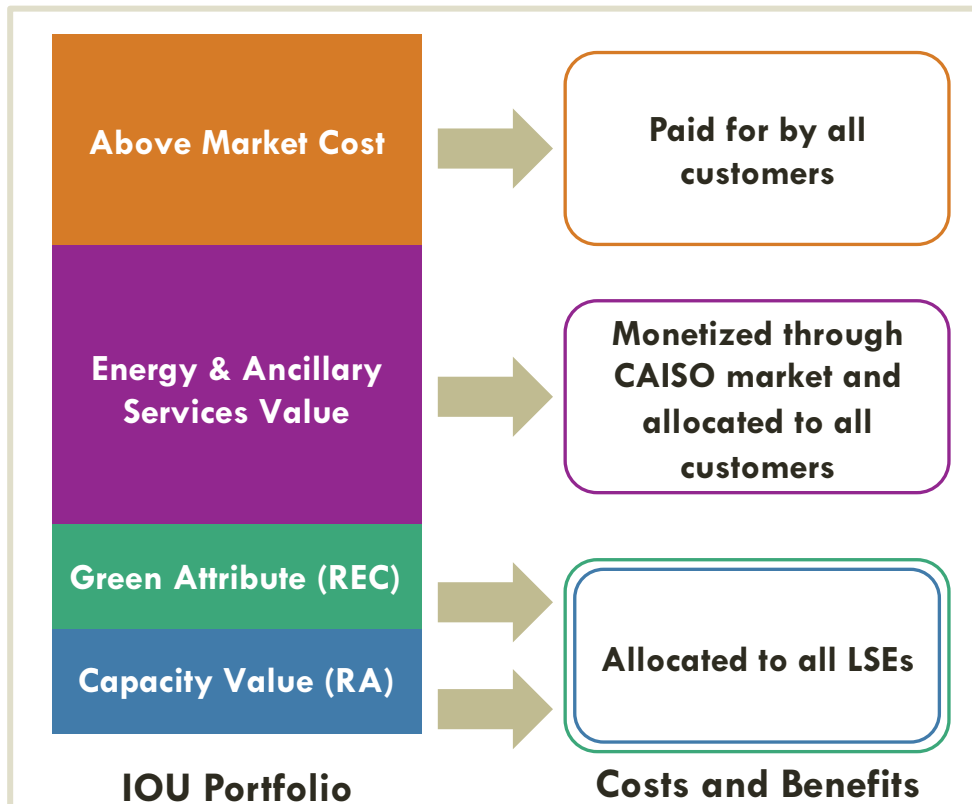 Above Market Cost
Paid for by all
customers
Energy & Ancillary
Services Value
Monetized through
CAISO market and
allocated to all
customers
Green Attribute (REC)
Capacity Value (RA)
Allocated to all LSEs
IOU Portfolio
Costs and Benefits